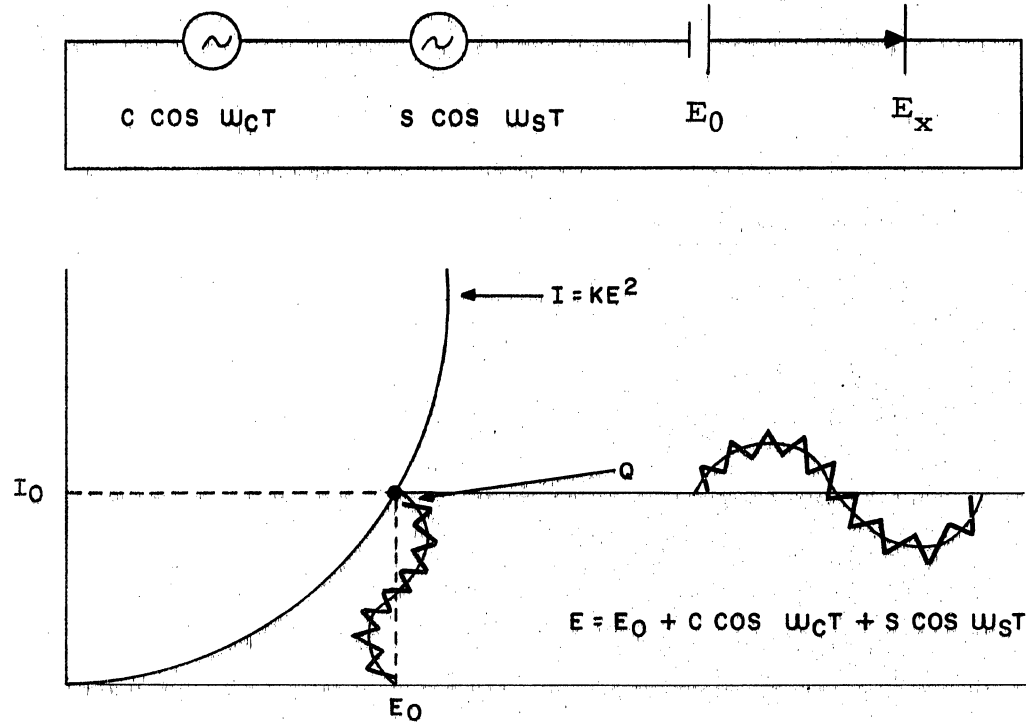 C COS ωCT
S COS ωST
E0
Ex
I = KE²
I0
Q
E = E0 + C COS ωCT + S COS ωST
E0